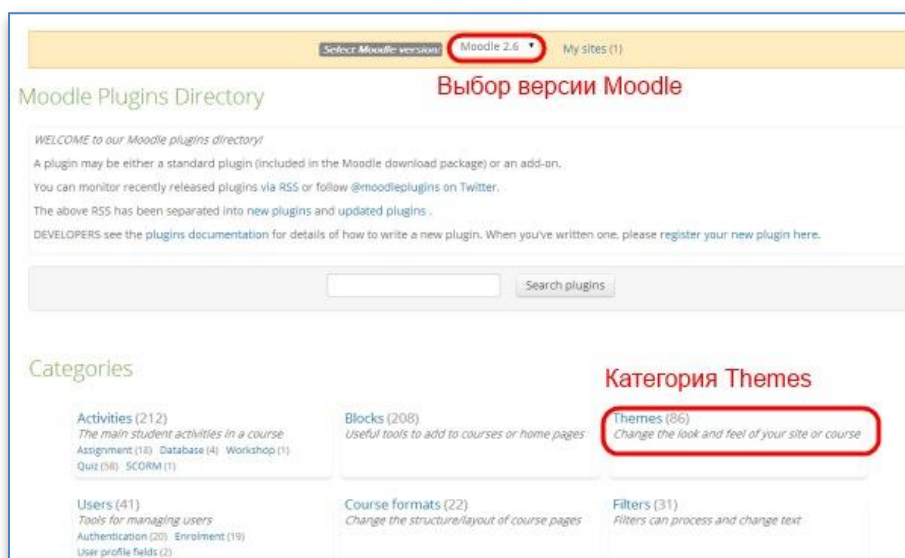 Select Moodle version: Moodle 2.6 My sites (1)
Выбор версии Moodle
Moodle Plugins Directory
WELCOME to our Moodle plugins directory!
A plugin may be either a standard plugin (included in the Moodle download package) or an add-on.
You can monitor recently released plugins via RSS or follow @moodleplugins on Twitter.
The above RSS has been separated into new plugins and updated plugins .
DEVELOPERS see the plugins documentation for details of how to write a new plugin. When you've written one, please register your new plugin here.
Search plugins
Categories
Категория Themes
Activities (212)
The main student activities in a course
Assignment (18) Database (4) Workshop (1)
Quiz (58) SCORM (1)
Blocks (208)
Useful tools to add to courses or home pages
Themes (86)
Change the look and feel of your site or course
Users (41)
Tools for managing users
Authentication (20) Enrolment (19)
User profile fields (2)
Course formats (22)
Change the structure/layout of course pages
Filters (31)
Filters can process and change text